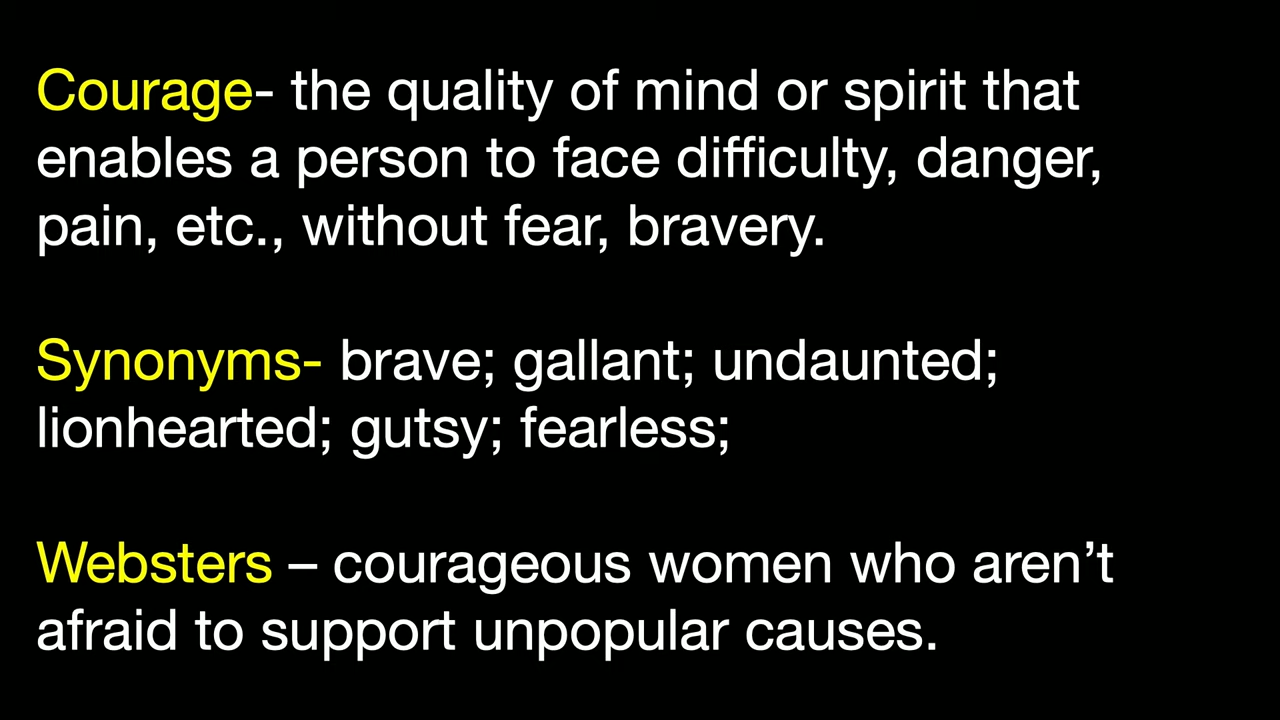 Courage- the quality of mind or spirit that
enables a person to face difficulty, danger,
pain, etc., without fear, bravery.
Synonyms- brave; gallant; undaunted;
lionhearted; gutsy; fearless;
Websters – courageous women who aren’t
afraid to support unpopular causes.